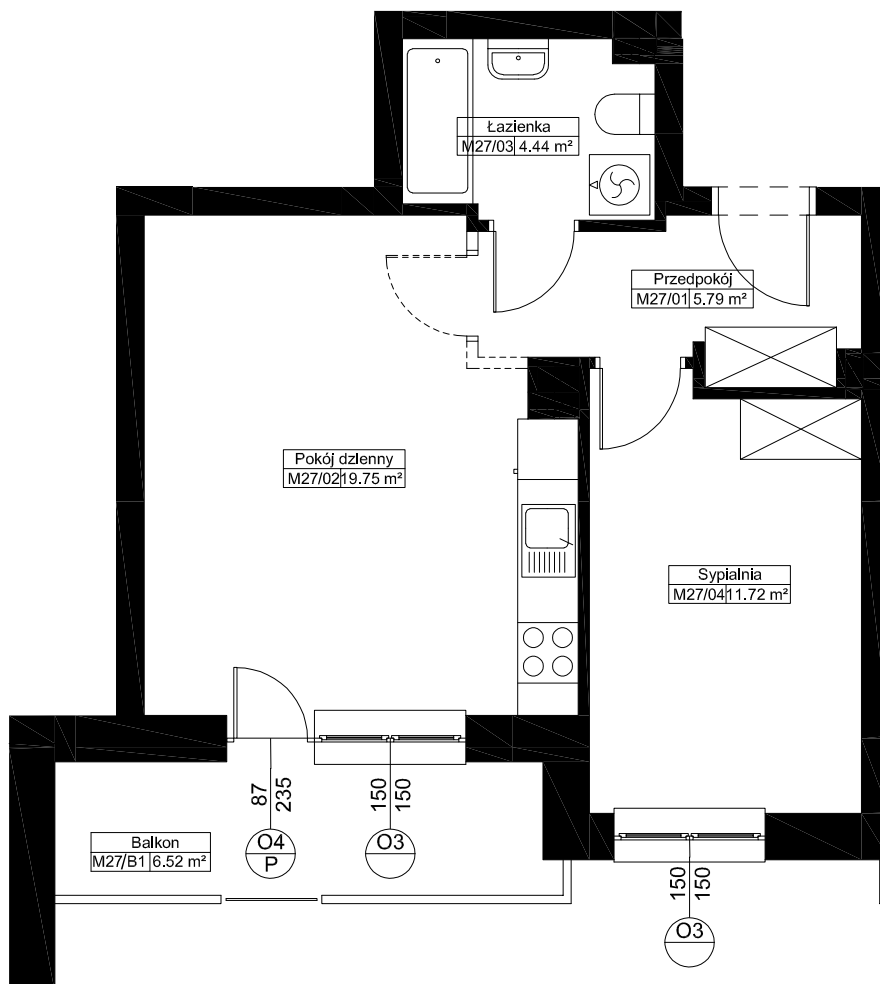 Łazienka
M27/03 4.44 m²
Przedpokój
M27/01 5.79 m²
Pokój dzienny
M27/02 19.75 m²
Sypialnia
M27/04 11.72 m²
Balkon
M27/B1 6.52 m²
87
235
O4
P
150
150
O3
150
150
O3